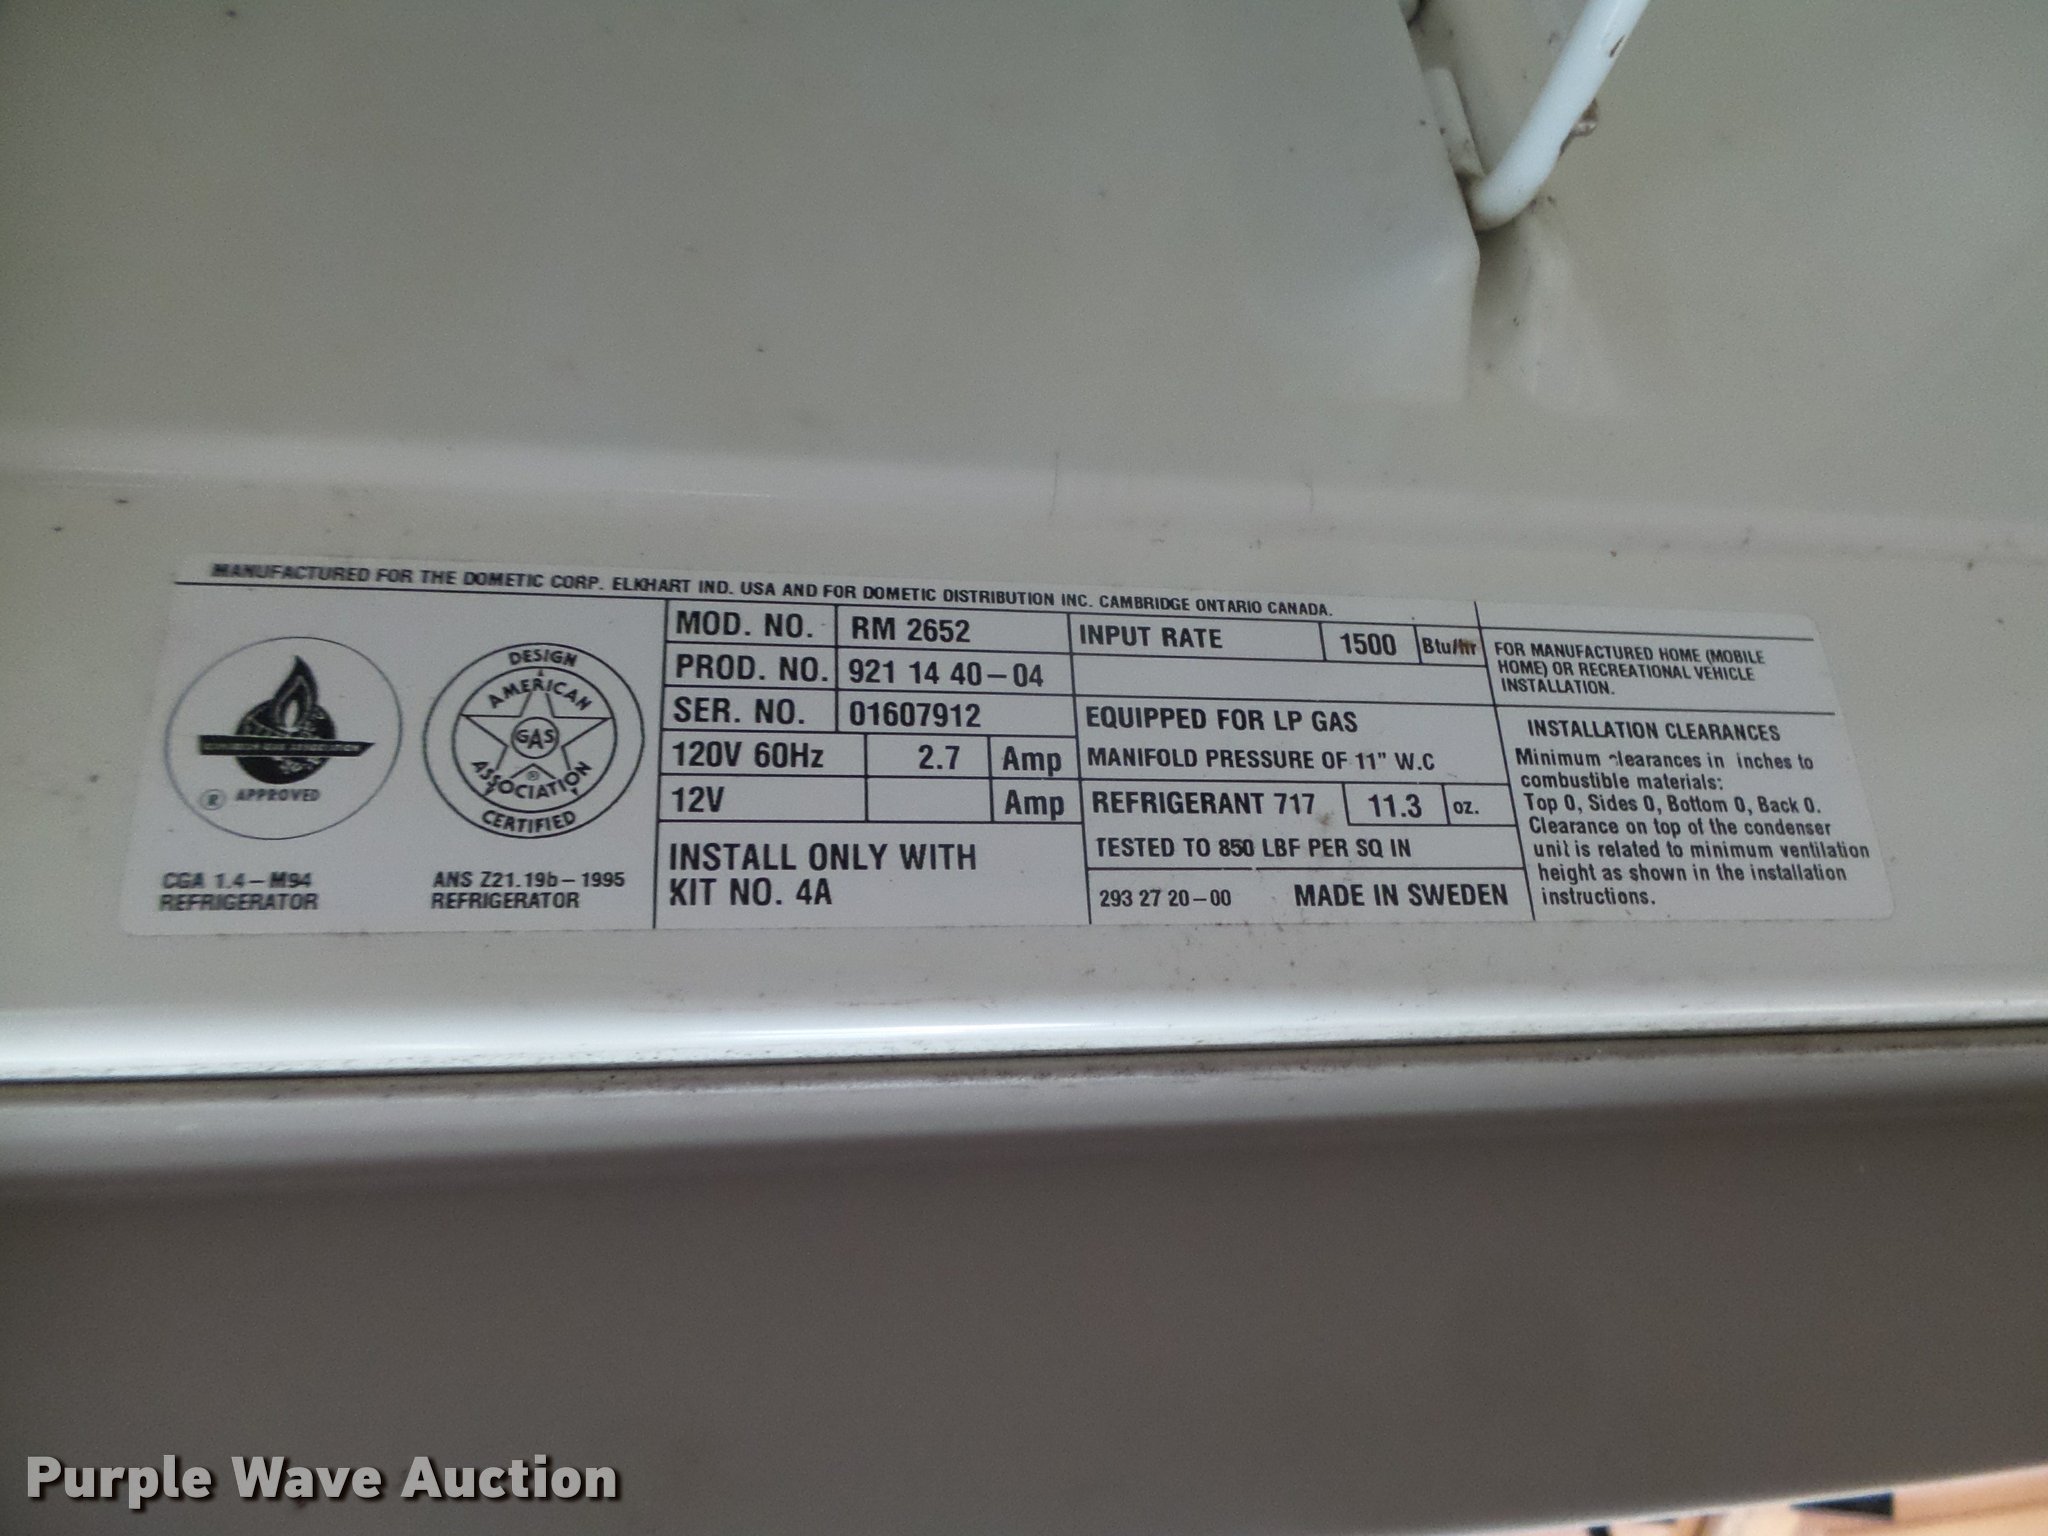 MANUFACTURED FOR THE DOMETIC CORP. ELKHART IND. USA AND FOR DOMETIC DISTRIBUTION INC. CAMBRIDGE ONTARIO CANADA.
® APPROVED
CGA 1.4-M94
REFRIGERATOR
DESIGN
AMERICAN
GAS
®
ASSOCIATION
CERTIFIED
ANS Z21.19b-1995
REFRIGERATOR
MOD. NO. RM 2652
PROD. NO. 921 14 40-04
SER. NO. 01607912
120V 60Hz 2.7 Amp
12V Amp
INSTALL ONLY WITH
KIT NO. 4A
INPUT RATE 1500 Btu/hr
EQUIPPED FOR LP GAS
MANIFOLD PRESSURE OF 11" W.C
REFRIGERANT 717 11.3 oz.
TESTED TO 850 LBF PER SQ IN
293 27 20-00 MADE IN SWEDEN
FOR MANUFACTURED HOME (MOBILE
HOME) OR RECREATIONAL VEHICLE
INSTALLATION.
INSTALLATION CLEARANCES
Minimum clearances in inches to
combustible materials:
Top 0, Sides 0, Bottom 0, Back 0.
Clearance on top of the condenser
unit is related to minimum ventilation
height as shown in the installation
instructions.
Purple Wave Auction